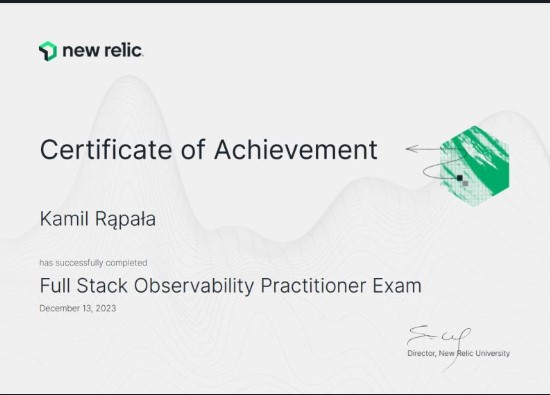 new relic
Certificate of Achievement
Kamil Rąpała
has successfully completed
Full Stack Observability Practitioner Exam
December 13, 2023
Director, New Relic University